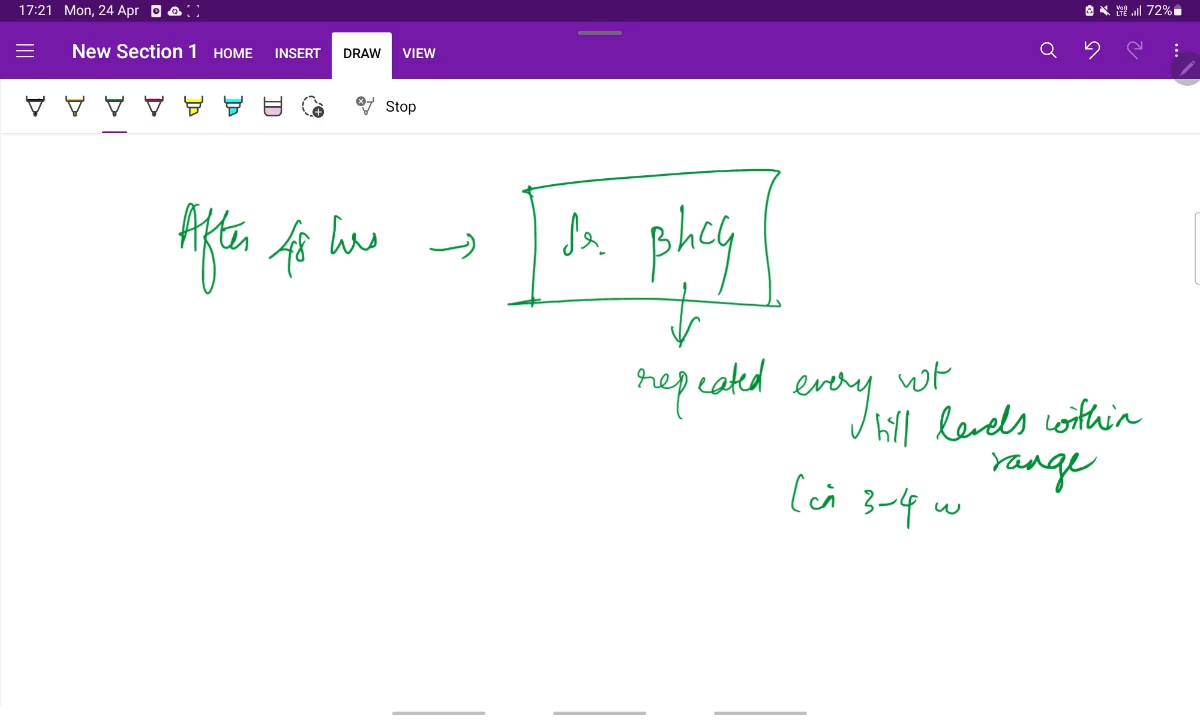 17:21 Mon, 24 Apr 72%
New Section 1 HOME INSERT DRAW VIEW
Stop
After 48 hrs → Sr. βhCG
repeated every wk
till levels within
range
(in 3-4 w